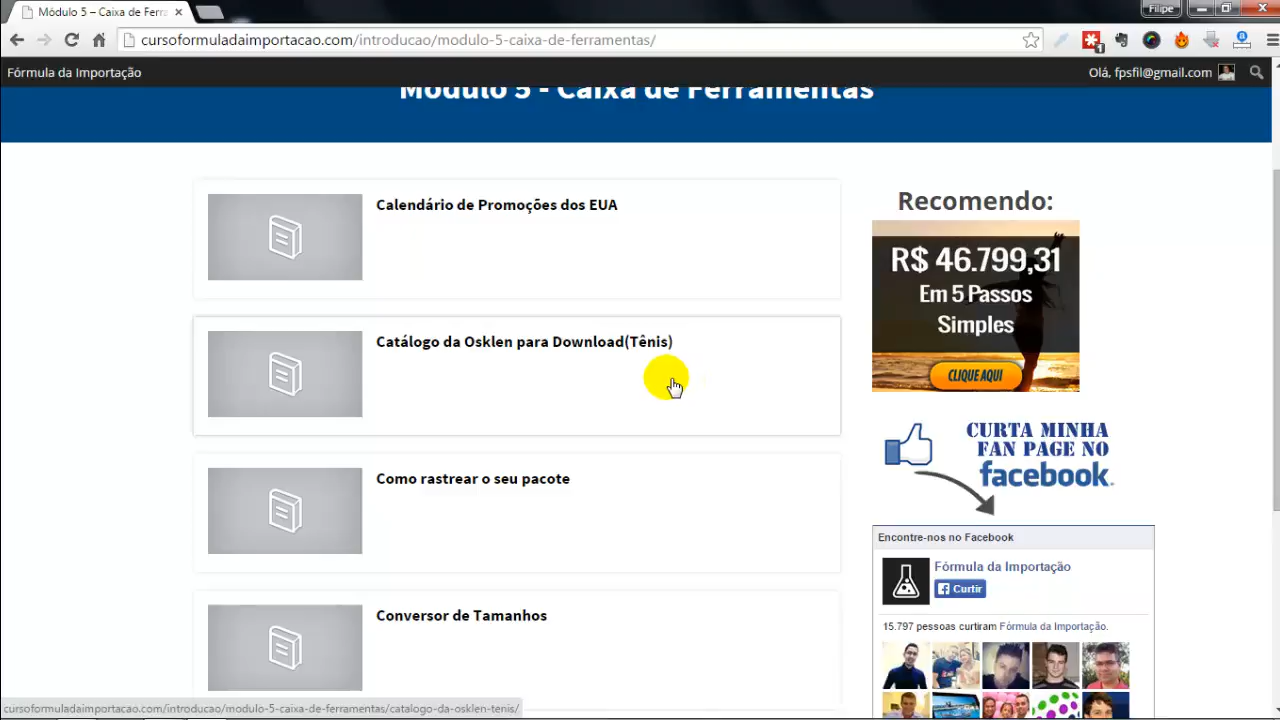 Módulo 5 – Caixa de Ferra
Filipe
cursoformuladaimportacao.com/introducao/modulo-5-caixa-de-ferramentas/
Fórmula da Importação
Olá, fpsfil@gmail.com
Módulo 5 - Caixa de Ferramentas
Calendário de Promoções dos EUA
Catálogo da Osklen para Download(Tênis)
Como rastrear o seu pacote
Conversor de Tamanhos
Recomendo:
R$ 46.799,31
Em 5 Passos
Simples
CLIQUE AQUI
CURTA MINHA
FAN PAGE NO
facebook.
Encontre-nos no Facebook
Fórmula da Importação
Curtir
15.797 pessoas curtiram Fórmula da Importação.
cursoformuladaimportacao.com/introducao/modulo-5-caixa-de-ferramentas/catalogo-da-osklen-tenis/